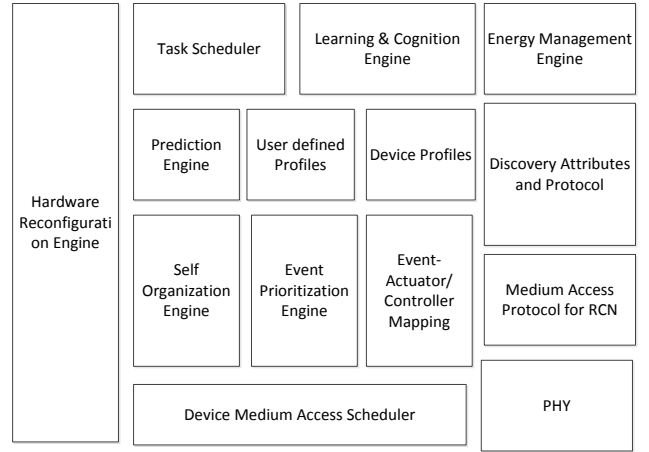 Hardware
Reconfigurati
on Engine
Task Scheduler
Learning & Cognition
Engine
Energy Management
Engine
Prediction
Engine
User defined
Profiles
Device Profiles
Discovery Attributes
and Protocol
Self
Organization
Engine
Event
Prioritization
Engine
Event-
Actuator/
Controller
Mapping
Medium Access
Protocol for RCN
Device Medium Access Scheduler
PHY